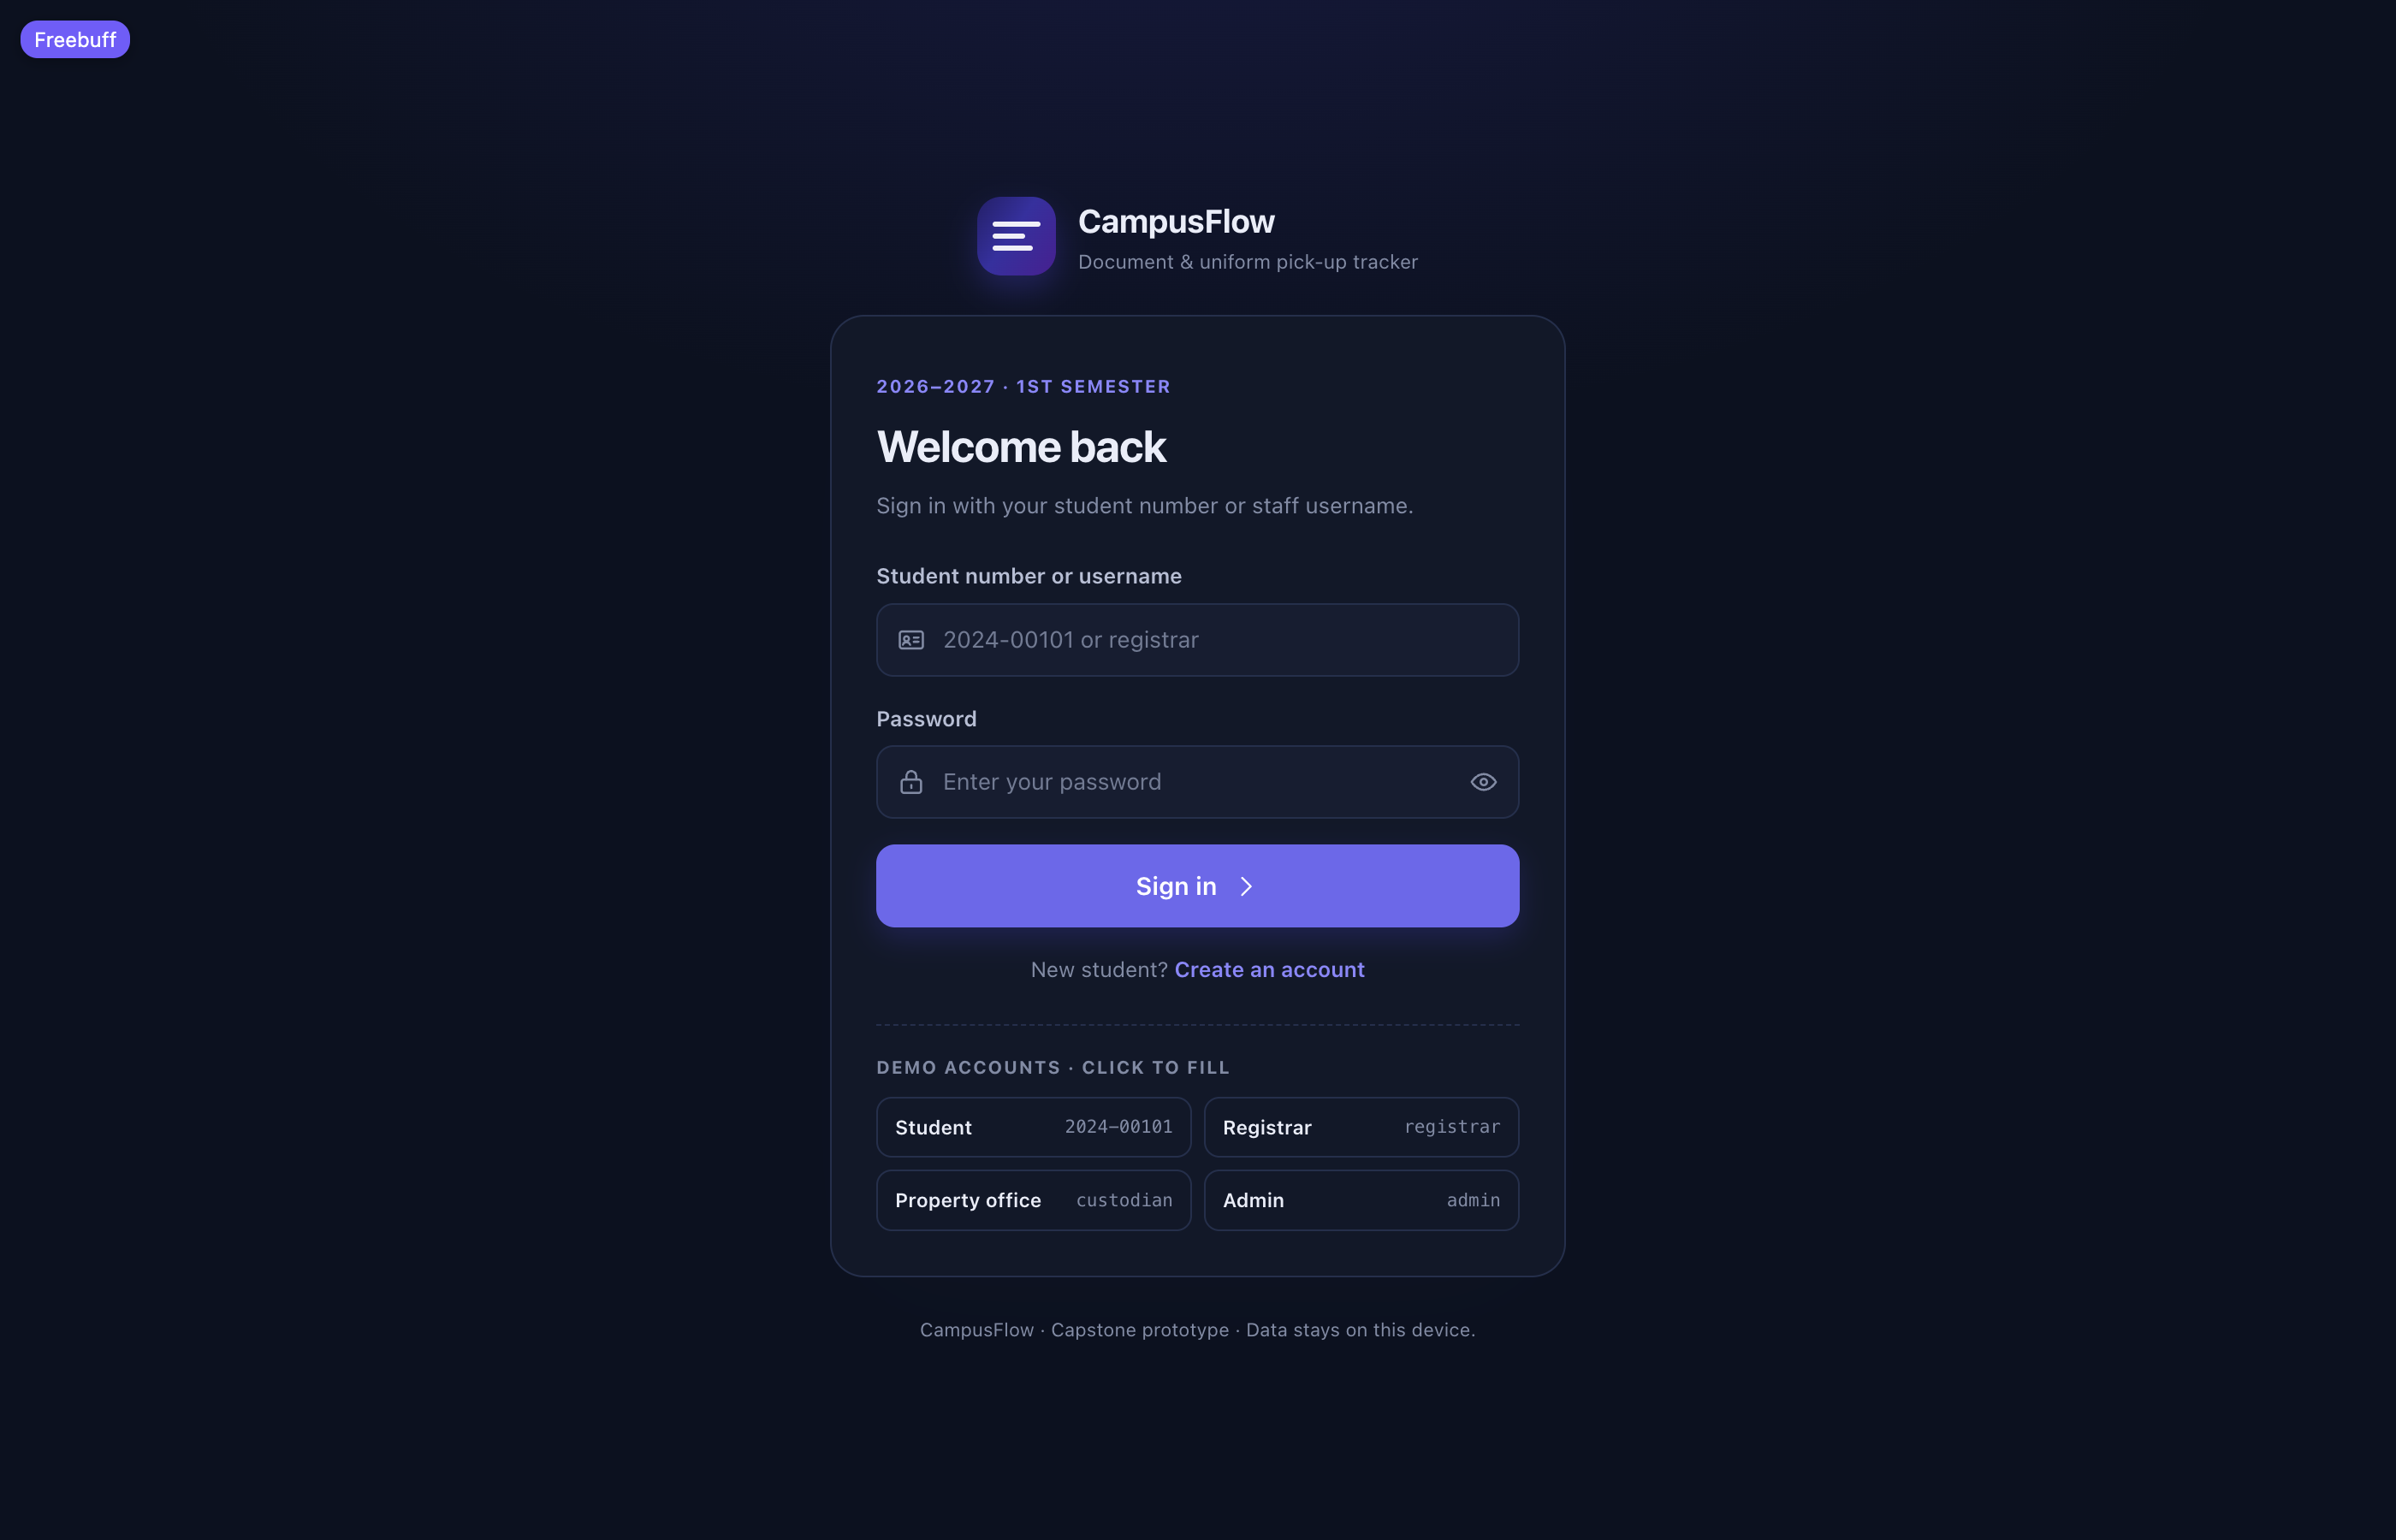 Freebuff
CampusFlow
Document & uniform pick-up tracker
2026–2027 · 1ST SEMESTER
Welcome back
Sign in with your student number or staff username.
Student number or username
2024-00101 or registrar
Password
Enter your password
Sign in
New student? Create an account
DEMO ACCOUNTS · CLICK TO FILL
Student 2024-00101 Registrar registrar
Property office custodian Admin admin
CampusFlow · Capstone prototype · Data stays on this device.